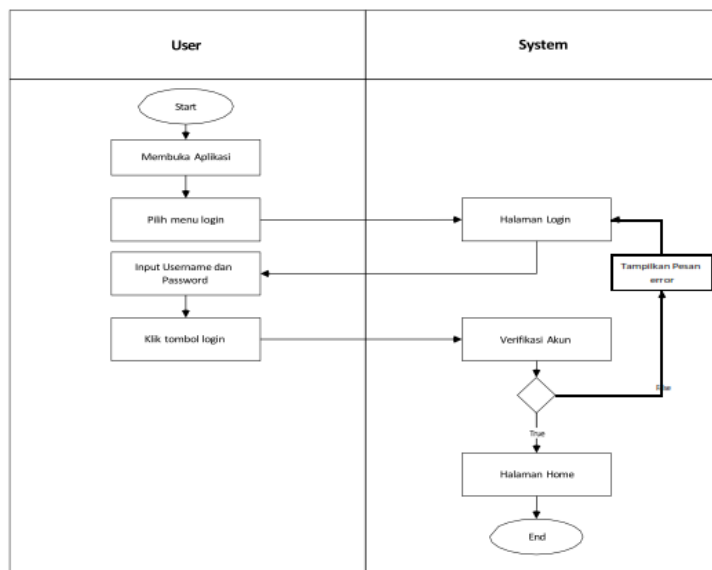 User
System
Start
Membuka Aplikasi
Pilih menu login
Halaman Login
Input Username dan
Password
Tampilkan Pesan
error
Klik tombol login
Verifikasi Akun
True
Halaman Home
End